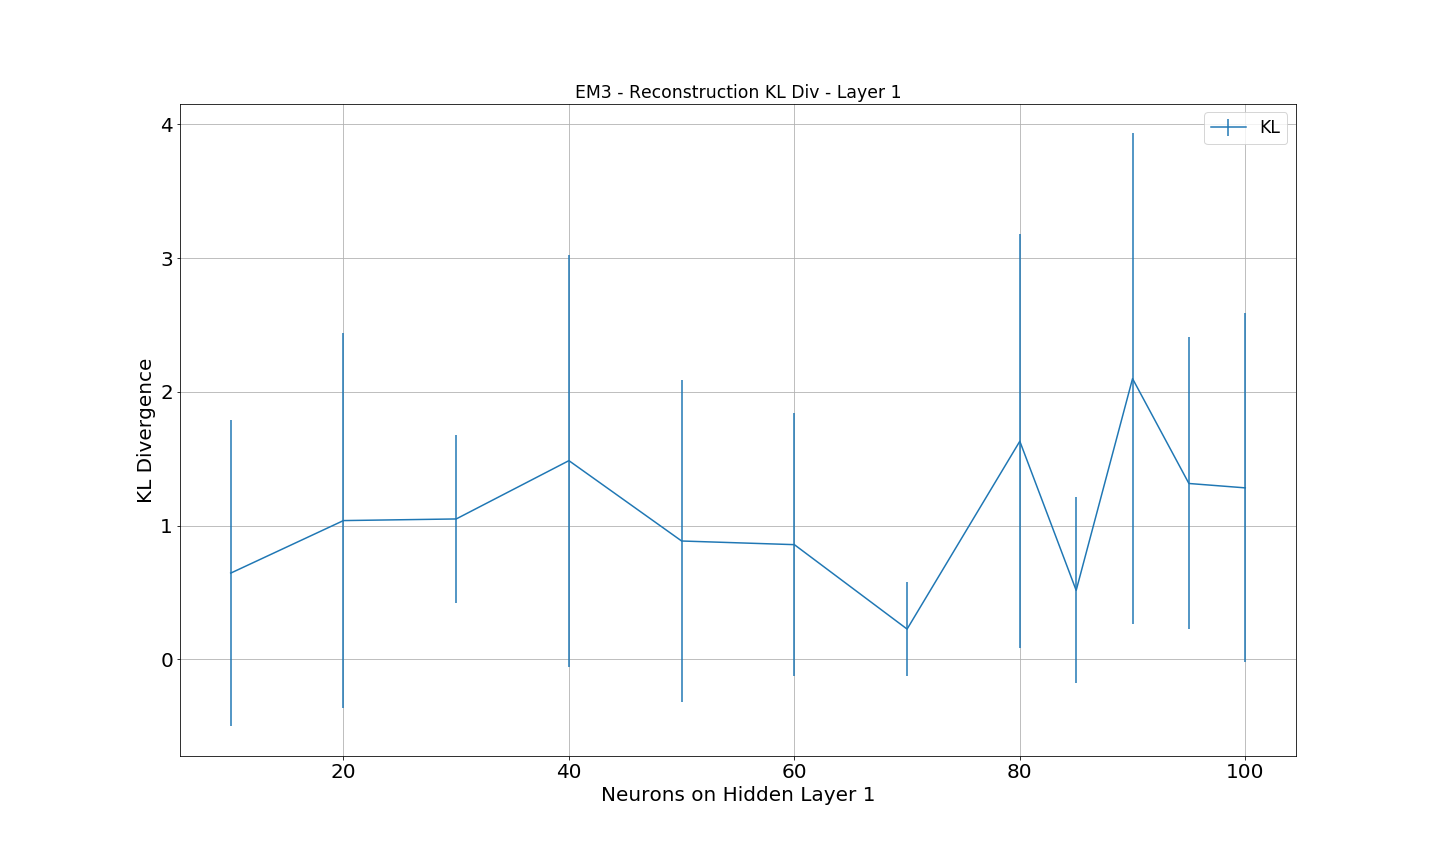 EM3 - Reconstruction KL Div - Layer 1
KL
4
3
2
1
0
KL Divergence
20 40 60 80 100
Neurons on Hidden Layer 1